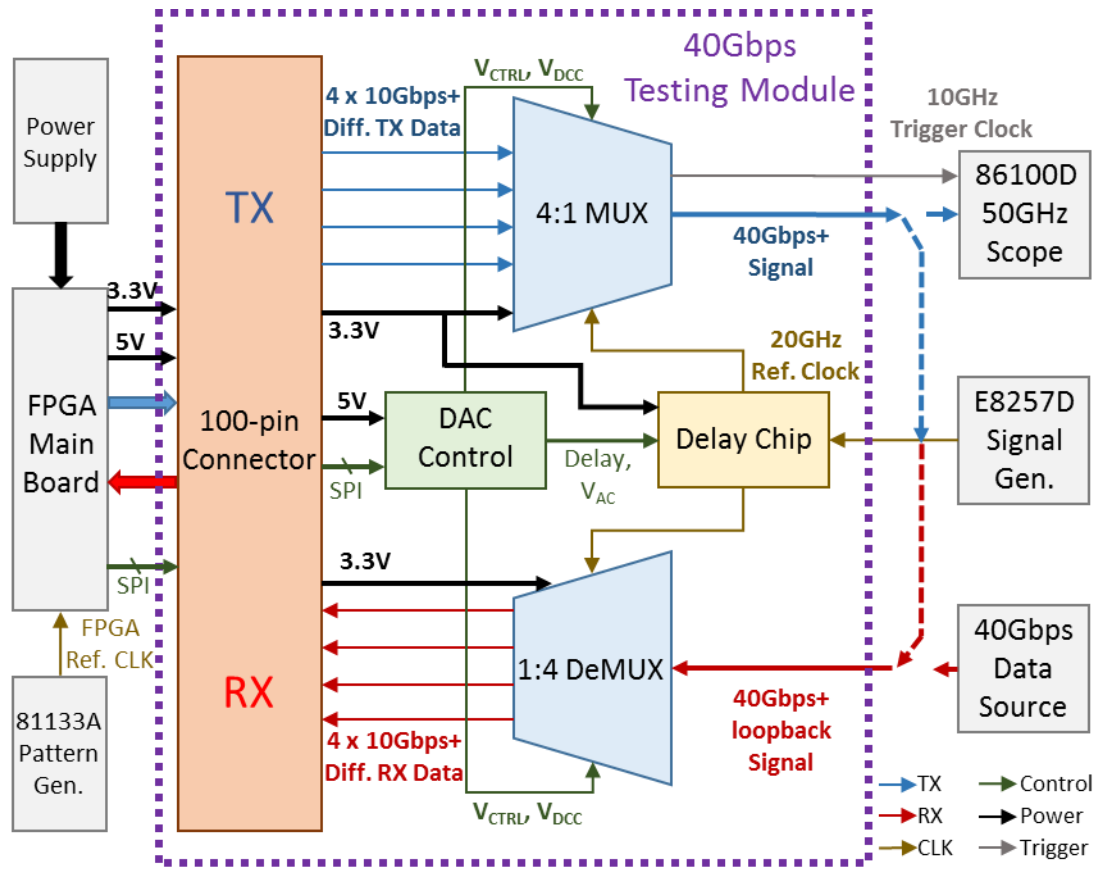 40Gbps
Testing Module
Power
Supply
3.3V
5V
FPGA
Main
Board
SPI
FPGA
Ref. CLK
81133A
Pattern
Gen.
TX
100-pin
Connector
RX
4 x 10Gbps+
Diff. TX Data
V_CTRL, V_DCC
4:1 MUX
3.3V
5V
SPI
DAC
Control
Delay,
V_AC
Delay Chip
20GHz
Ref. Clock
40Gbps+
Signal
10GHz
Trigger Clock
86100D
50GHz
Scope
E8257D
Signal
Gen.
3.3V
1:4 DeMUX
4 x 10Gbps+
Diff. RX Data
V_CTRL, V_DCC
40Gbps+
loopback
Signal
40Gbps
Data
Source
TX
RX
CLK
Control
Power
Trigger